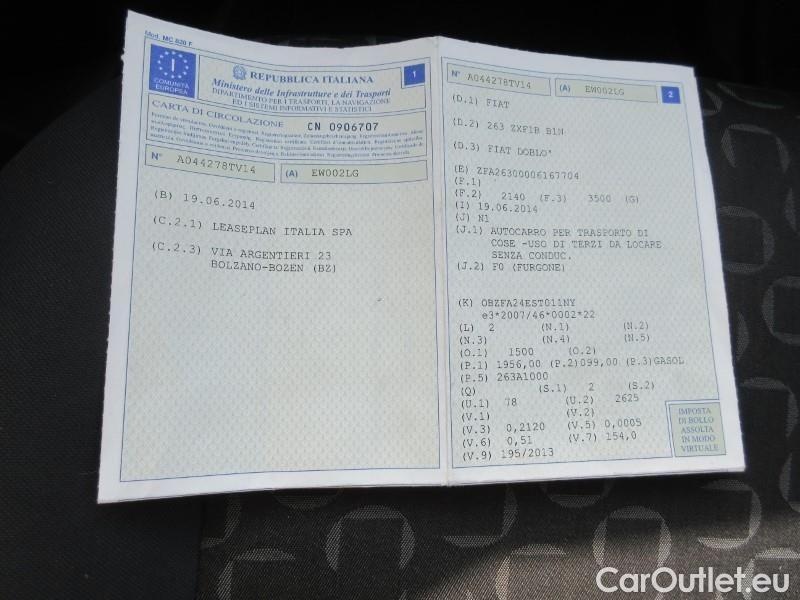 Mod. MC 820 F
I
COMUNITÀ
EUROPEA
REPUBBLICA ITALIANA
1
Ministero delle Infrastrutture e dei Trasporti
DIPARTIMENTO PER I TRASPORTI, LA NAVIGAZIONE
ED I SISTEMI INFORMATIVI E STATISTICI
CARTA DI CIRCOLAZIONE CN 0906707
N° A044278TV14 (A) EW002LG
(B) 19.06.2014
(C.2.1) LEASEPLAN ITALIA SPA
(C.2.3) VIA ARGENTIERI 23
BOLZANO-BOZEN (BZ)
N° A044278TV14 (A) EW002LG 2
(D.1) FIAT
(D.2) 263 ZXF1B B1N
(D.3) FIAT DOBLO'
(E) ZFA26300006167704
(F.1)
(F.2) 2140 (F.3) 3500 (G)
(I) 19.06.2014
(J) N1
(J.1) AUTOCARRO PER TRASPORTO DI
COSE -USO DI TERZI DA LOCARE
SENZA CONDUC.
(J.2) F0 (FURGONE)
(K) OBZFA24EST011NY
e3*2007/46*0002*22
(L) 2 (N.1) (N.2)
(N.3) (N.4) (N.5)
(O.1) 1500 (O.2)
(P.1) 1956,00 (P.2)099,00 (P.3)GASOL
(P.5) 263A1000
(Q) (S.1) 2 (S.2)
(U.1) 78 (U.2) 2625
(V.1) (V.2)
(V.3) 0,2120 (V.5) 0,0005
(V.6) 0,51 (V.7) 154,0
(V.9) 195/2013
IMPOSTA
DI BOLLO
ASSOLTA
IN MODO
VIRTUALE
CarOutlet.eu